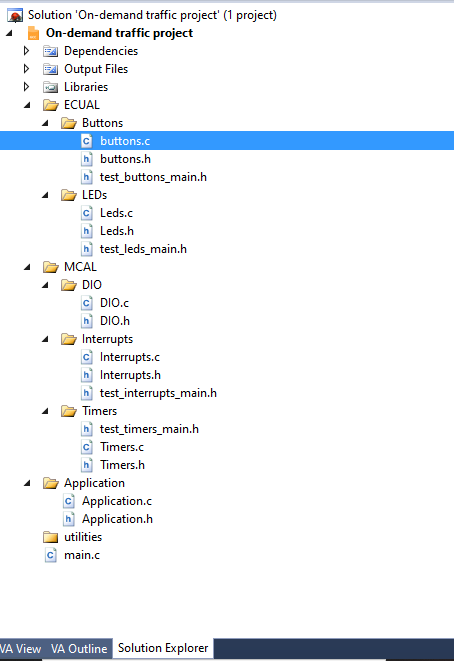 Solution 'On-demand traffic project' (1 project)
On-demand traffic project
Dependencies
Output Files
Libraries
ECUAL
Buttons
buttons.c
buttons.h
test_buttons_main.h
LEDs
Leds.c
Leds.h
test_leds_main.h
MCAL
DIO
DIO.c
DIO.h
Interrupts
Interrupts.c
Interrupts.h
test_interrupts_main.h
Timers
test_timers_main.h
Timers.c
Timers.h
Application
Application.c
Application.h
utilities
main.c
VA View VA Outline Solution Explorer